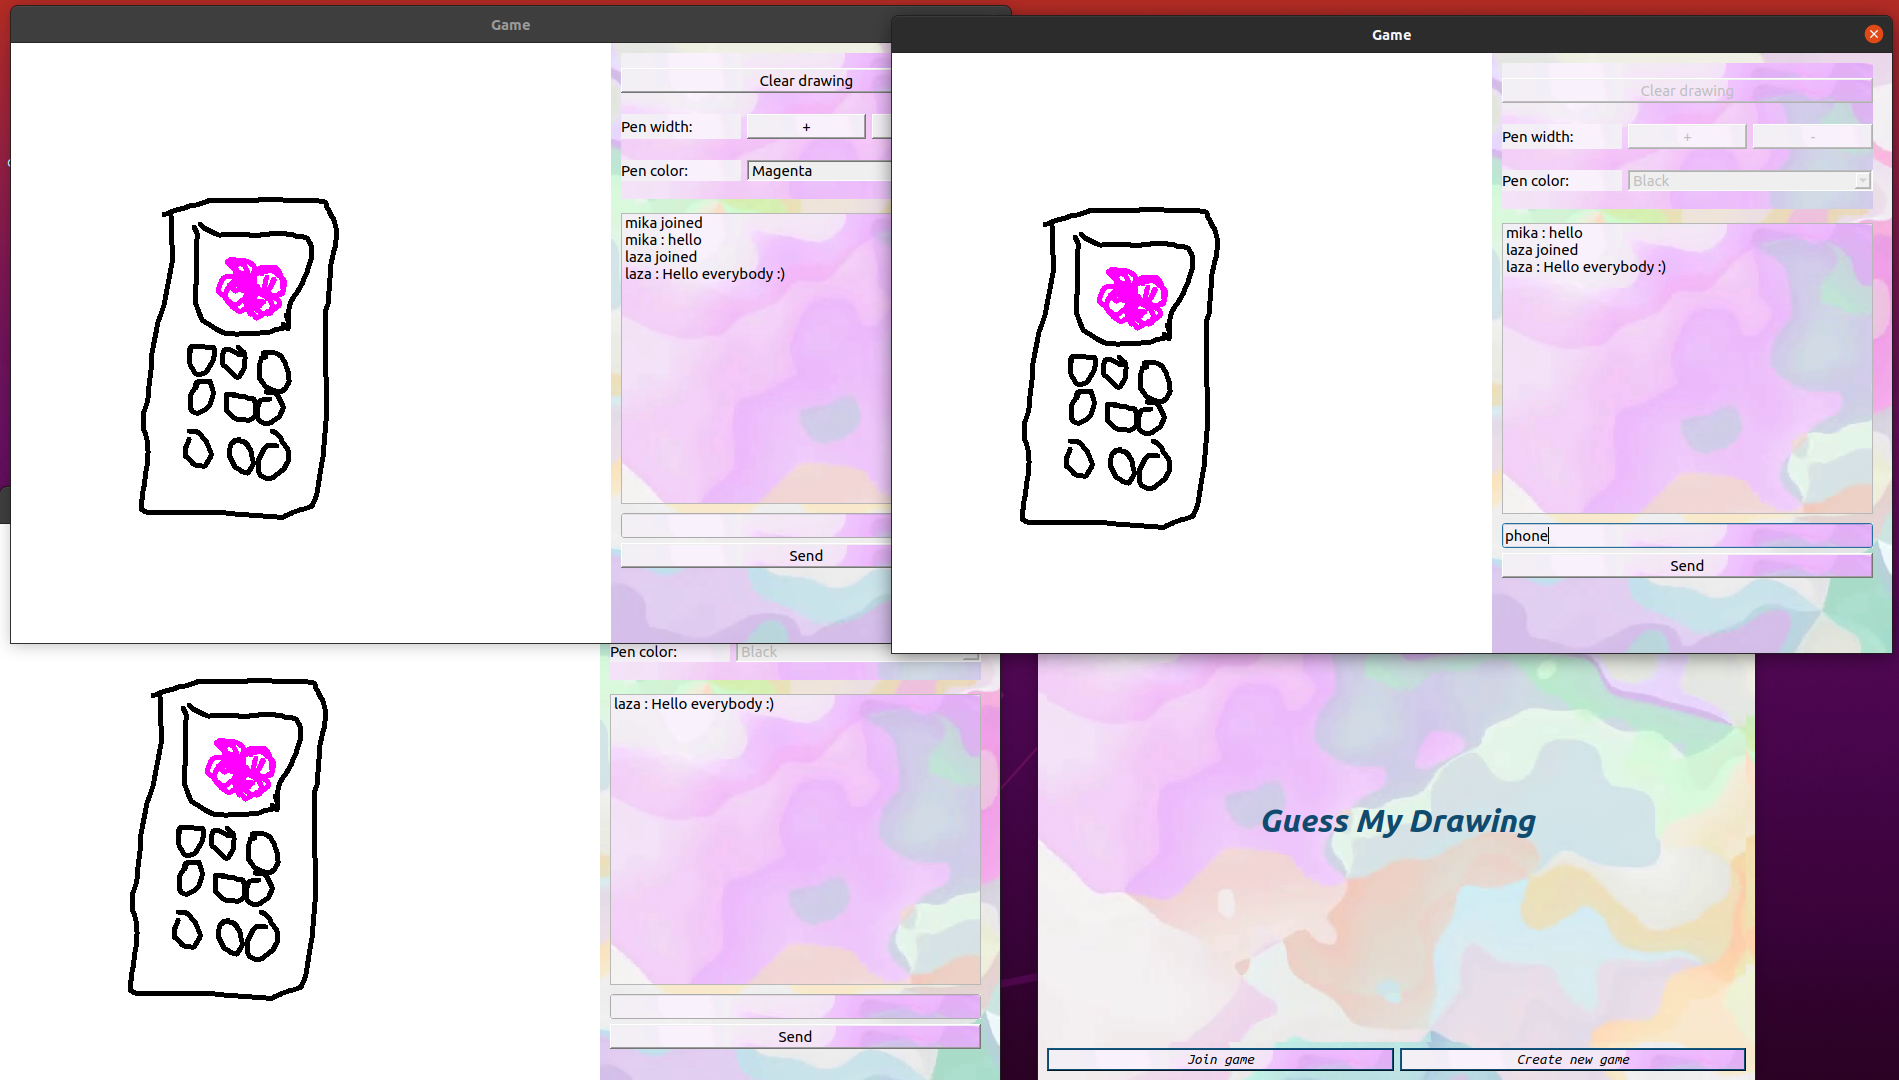 Game
Clear drawing
Pen width:
+
Pen color:
Magenta
mika joined
mika : hello
laza joined
laza : Hello everybody :)
Send
Game
Clear drawing
Pen width:
+
-
Pen color:
Black
mika : hello
laza joined
laza : Hello everybody :)
phone
Send
Pen color:
Black
laza : Hello everybody :)
Send
Guess My Drawing
Join game
Create new game